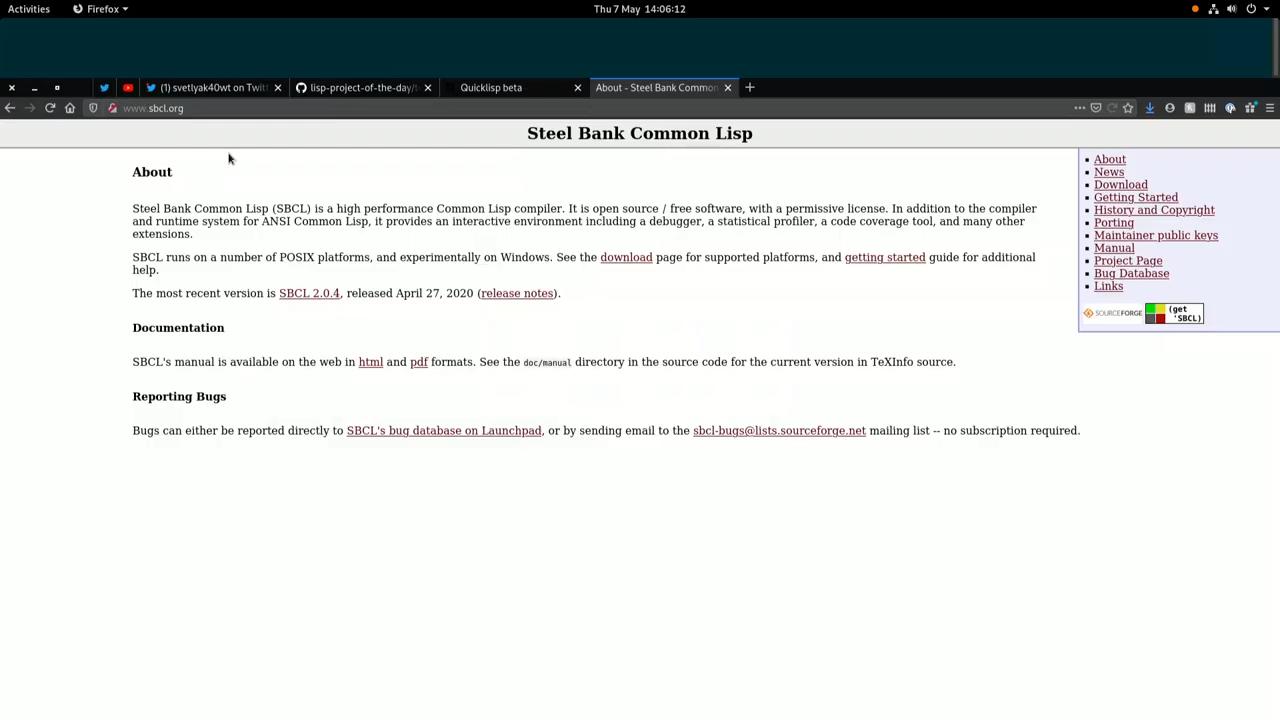 Activities Firefox Thu 7 May 14:06:12
(1) svetlyak40wt on Twitt lisp-project-of-the-day/ Quicklisp beta About - Steel Bank Common
www.sbcl.org
Steel Bank Common Lisp
About
Steel Bank Common Lisp (SBCL) is a high performance Common Lisp compiler. It is open source / free software, with a permissive license. In addition to the compiler
and runtime system for ANSI Common Lisp, it provides an interactive environment including a debugger, a statistical profiler, a code coverage tool, and many other
extensions.
SBCL runs on a number of POSIX platforms, and experimentally on Windows. See the download page for supported platforms, and getting started guide for additional
help.
The most recent version is SBCL 2.0.4, released April 27, 2020 (release notes).
Documentation
SBCL's manual is available on the web in html and pdf formats. See the doc/manual directory in the source code for the current version in TeXInfo source.
Reporting Bugs
Bugs can either be reported directly to SBCL's bug database on Launchpad, or by sending email to the sbcl-bugs@lists.sourceforge.net mailing list -- no subscription required.
About
News
Download
Getting Started
History and Copyright
Porting
Maintainer public keys
Manual
Project Page
Bug Database
Links
SOURCEFORGE (get
'SBCL)